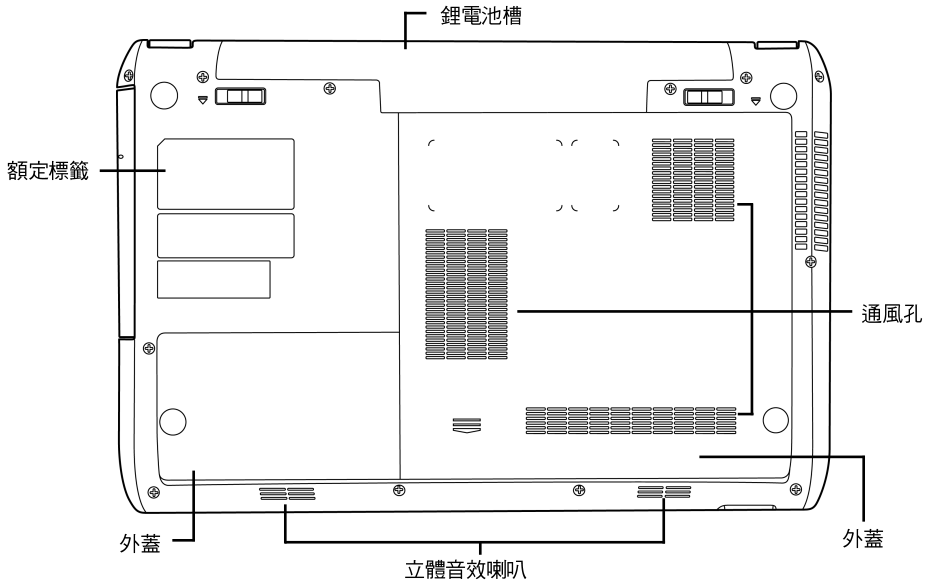 鋰電池槽
額定標籤
通風孔
外蓋
外蓋
立體音效喇叭